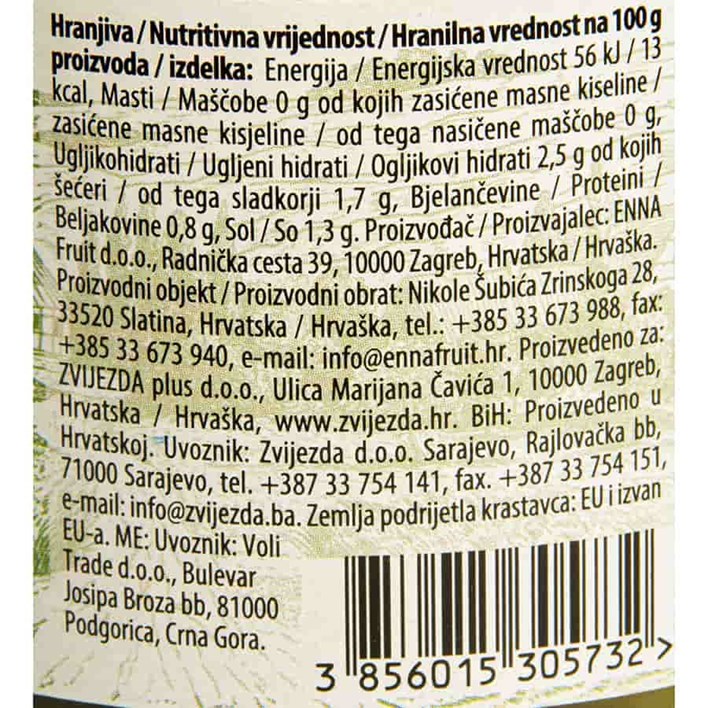 Hranjiva / Nutritivna vrijednost / Hranilna vrednost na 100 g
proizvoda / izdelka: Energija / Energijska vrednost 56 kJ / 13
kcal, Masti / Maščobe 0 g od kojih zasićene masne kiseline /
zasićene masne kisjeline / od tega nasičene maščobe 0 g,
Ugljikohidrati / Ugljeni hidrati / Ogljikovi hidrati 2,5 g od kojih
šećeri / od tega sladkorji 1,7 g, Bjelančevine / Proteini /
Beljakovine 0,8 g, Sol / So 1,3 g. Proizvođač / Proizvajalec: ENNA
Fruit d.o.o., Radnička cesta 39, 10000 Zagreb, Hrvatska / Hrvaška.
Proizvodni objekt / Proizvodni obrat: Nikole Šubića Zrinskoga 28,
33520 Slatina, Hrvatska / Hrvaška, tel.: +385 33 673 988, fax:
+385 33 673 940, e-mail: info@ennafruit.hr. Proizvedeno za:
ZVIJEZDA plus d.o.o., Ulica Marijana Čavića 1, 10000 Zagreb,
Hrvatska / Hrvaška, www.zvijezda.hr. BiH: Proizvedeno u
Hrvatskoj. Uvoznik: Zvijezda d.o.o. Sarajevo, Rajlovačka bb,
71000 Sarajevo, tel. +387 33 754 141, fax. +387 33 754 151,
e-mail: info@zvijezda.ba. Zemlja podrijetla krastavca: EU i izvan
EU-a. ME: Uvoznik: Voli
Trade d.o.o., Bulevar
Josipa Broza bb, 81000
Podgorica, Crna Gora.
3 856015 305732 >